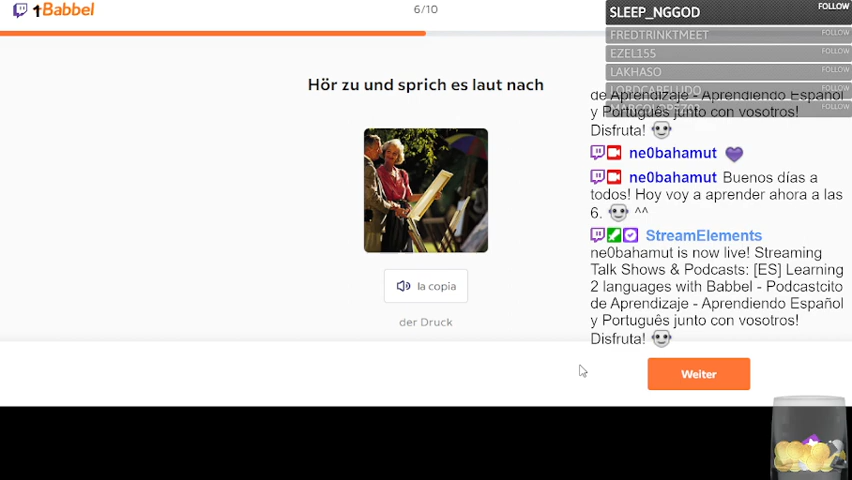 Babbel
6/10
Hör zu und sprich es laut nach
la copia
der Druck
Weiter
SLEEP_NGGOD
FOLLOW
FREDTRINKTMEET
FOLLOW
EZEL155
FOLLOW
LAKHASO
FOLLOW
LORDCABELUDO
FOLLOW
FOLLOW
de Aprendizaje - Aprendiendo Español
y Portugués junto con vosotros!
Disfruta!
ne0bahamut
ne0bahamut Buenos días a
todos! Hoy voy a aprender ahora a las
6. ^^
StreamElements
ne0bahamut is now live! Streaming
Talk Shows & Podcasts: [ES] Learning
2 languages with Babbel - Podcastcito
de Aprendizaje - Aprendiendo Español
y Português junto con vosotros!
Disfruta!